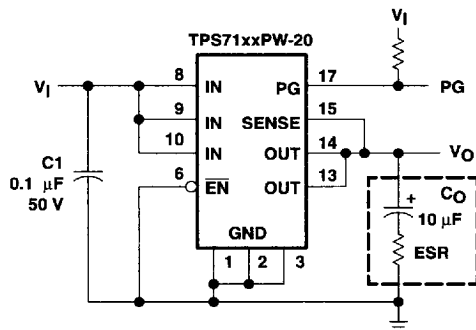 TPS71xxPW-20
VI
8
IN
PG
17
PG
VI
9
IN
SENSE
15
10
IN
OUT
14
VO
6
EN
OUT
13
C1
0.1 μF
50 V
GND
1
2
3
CO
+
10 μF
ESR